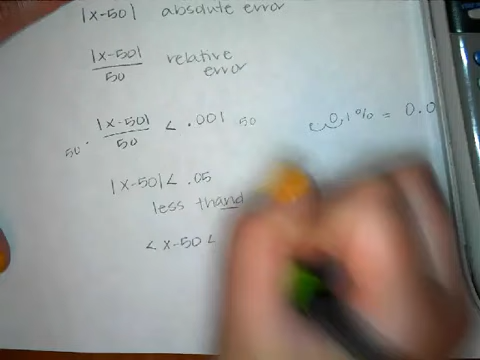 |x-50| absolute error
|x-50|/50 relative error
50 · |x-50|/50 < .001 50
0.1% = 0.0
|x-50| < .05
less thand
< x-50 <